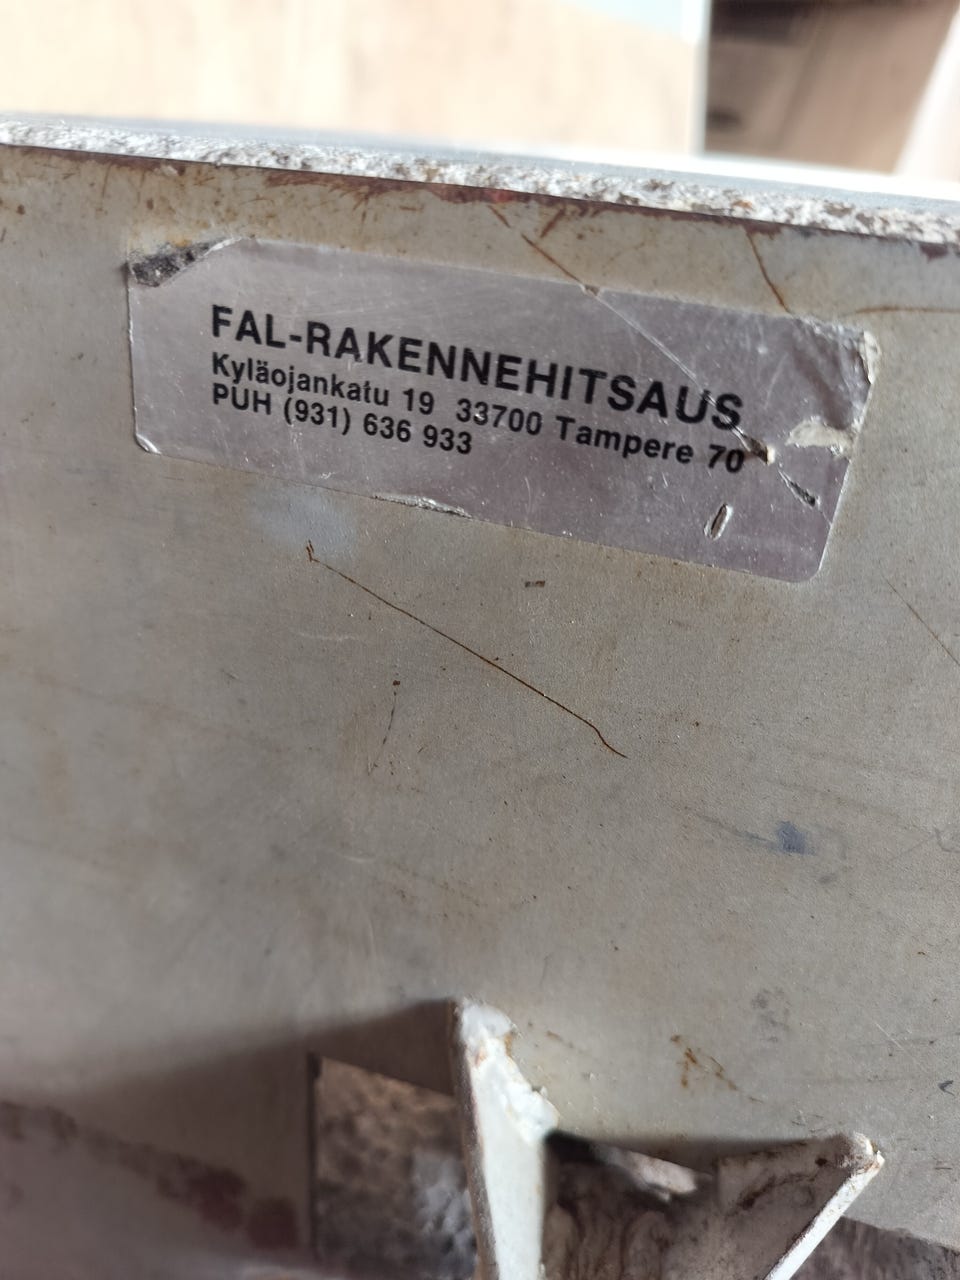 FAL-RAKENNEHITSAUS
Kyläojankatu 19 33700 Tampere 70
PUH (931) 636 933